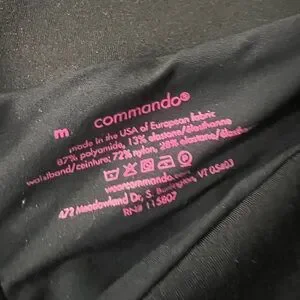 m. commando®
made in the USA of European fabric
87% polyamide, 13% elastane/élasthanne
waistband/ceinture: 72% nylon, 28% elastane/élasthanne
wearcommando.com
472 Meadowland Dr, S. Burlington, VT 05403
RN# 115807